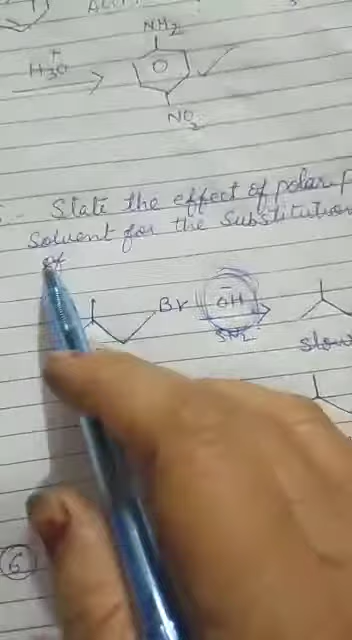 H3O+
NH2
NO2
State the effect of polar
Solvent for the Substitution
of
Br
OH
SN2
slow
6